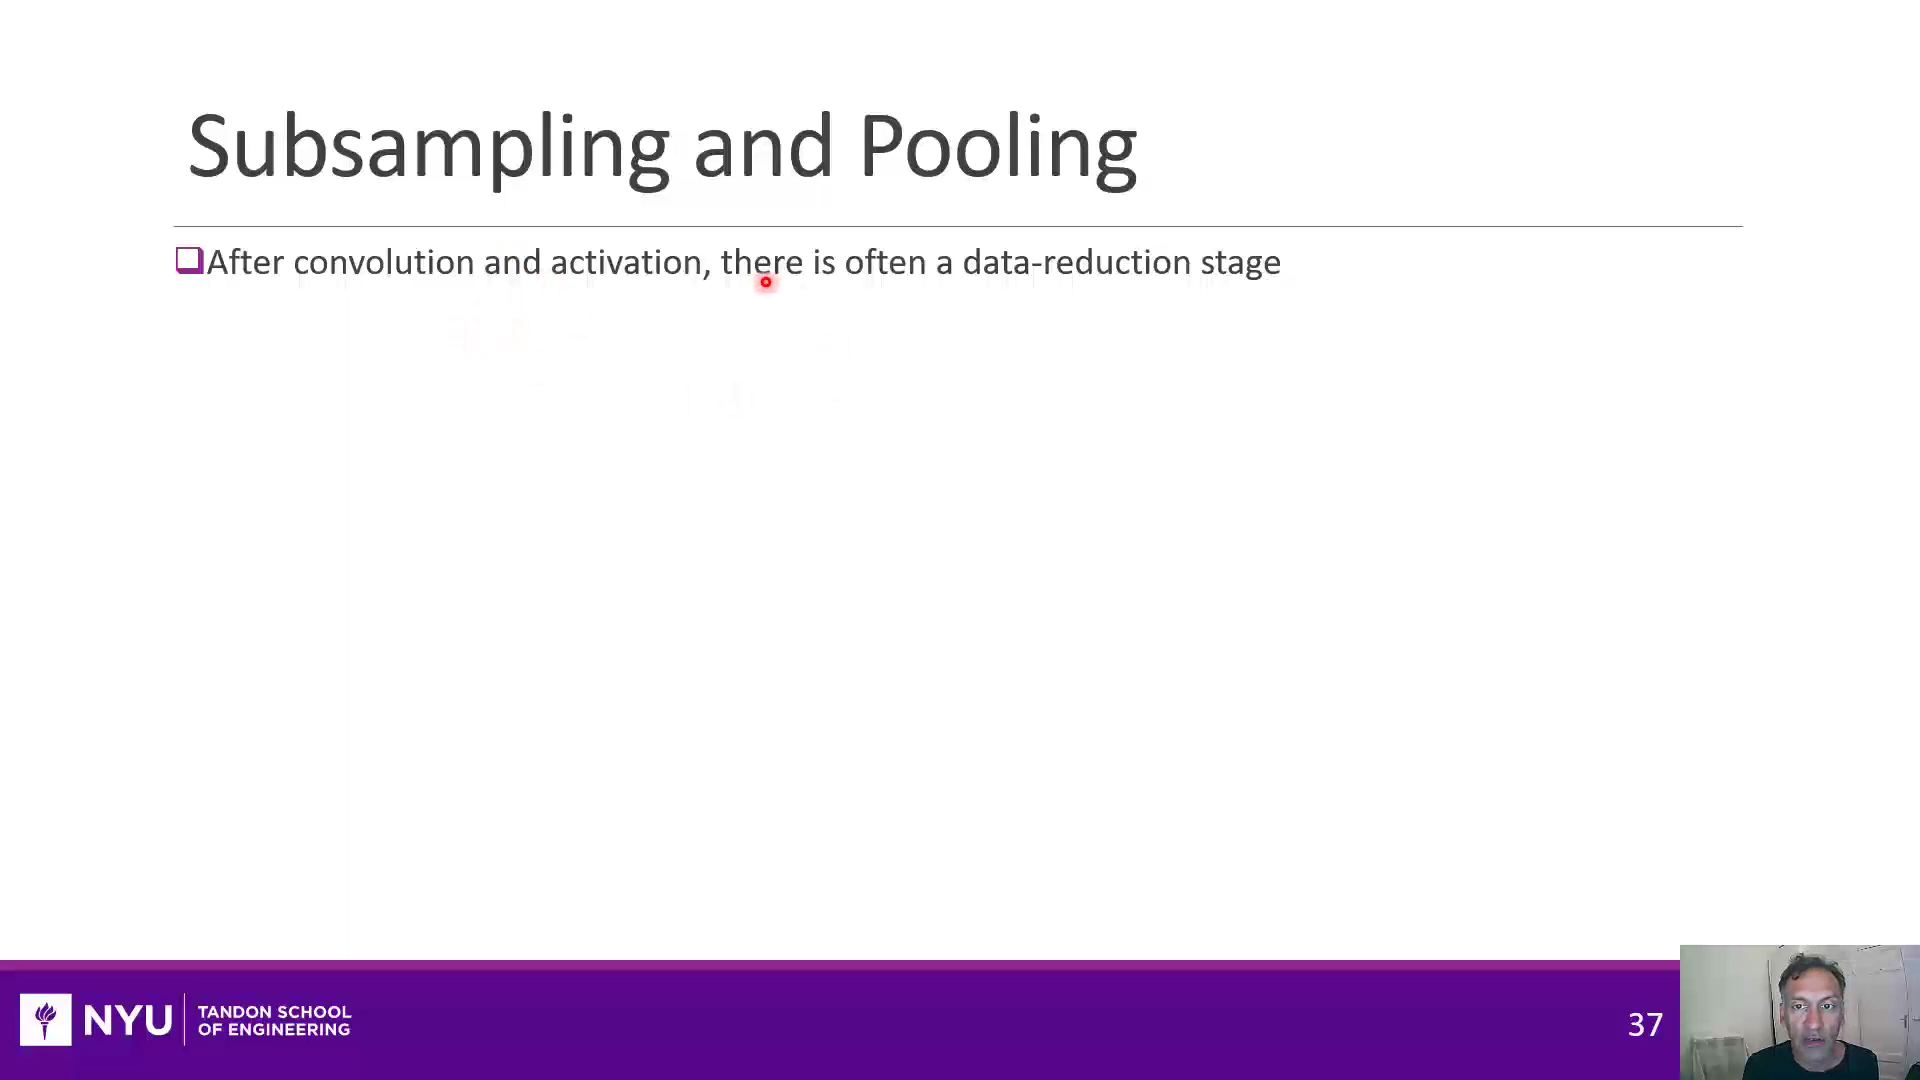 Subsampling and Pooling
After convolution and activation, there is often a data-reduction stage
NYU
TANDON SCHOOL
OF ENGINEERING
37